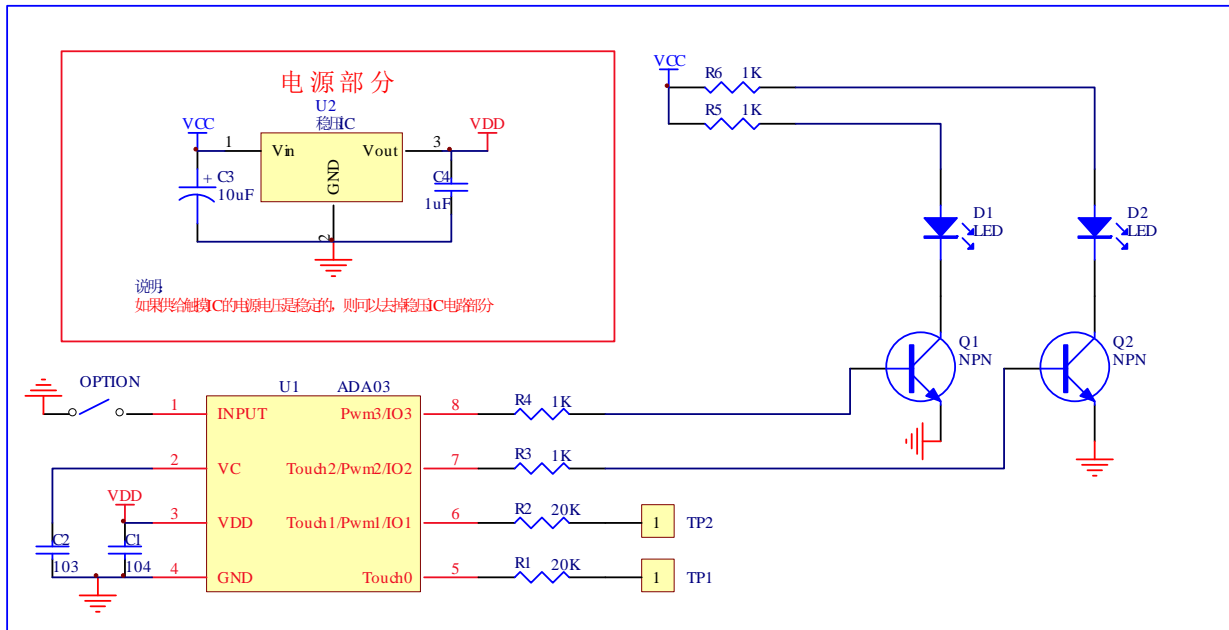 电源部分
U2
稳压IC
VCC
1
Vin
Vout
3
VDD
GND
2
+
C3
10uF
C4
1uF
说明:
如果供给触摸IC的电源电压是稳定的, 则可以去掉稳压IC电路部分
VCC
R6 1K
R5 1K
D1
LED
D2
LED
Q1
NPN
Q2
NPN
OPTION
U1 ADA03
1 INPUT Pwm3/IO3 8
R4 1K
2 VC Touch2/Pwm2/IO2 7
R3 1K
VDD
3 VDD Touch1/Pwm1/IO1 6
R2 20K
1 TP2
C2
103
C1
104
4 GND Touch0 5
R1 20K
1 TP1